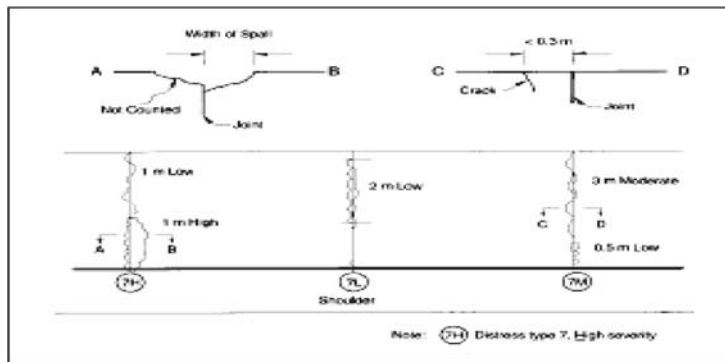 Width of Spall
< 0.3 m
A
B
C
D
Crack
Not Counted
Joint
Joint
1 m Low
2 m Low
3 m Moderate
1 m High
A
B
C
D
0.5 m Low
7H
7L
7M
Shoulder
Note: 7H Distress type 7, High severity